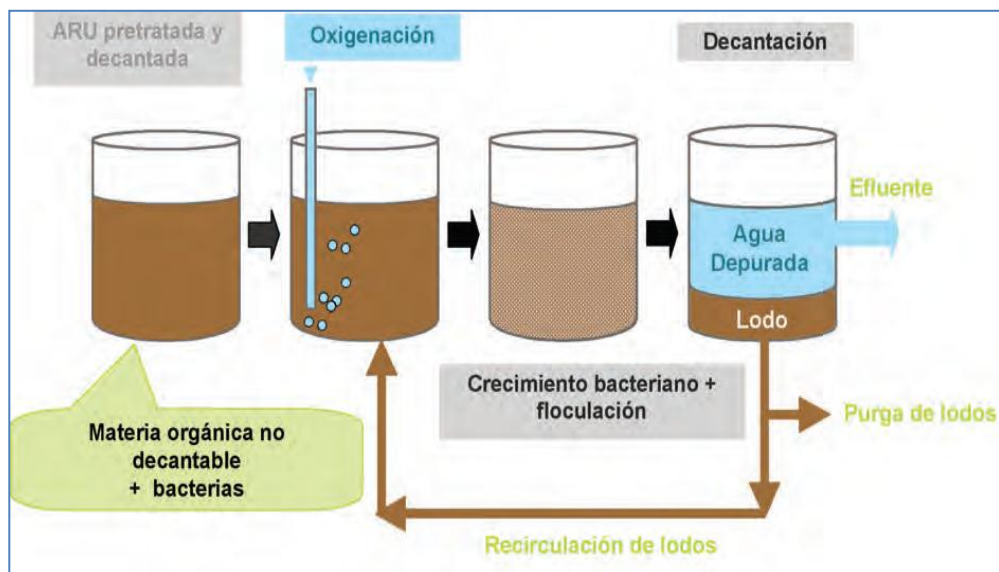 ARU pretratada y
decantada
Oxigenación
Decantación
Efluente
Agua
Depurada
Lodo
Crecimiento bacteriano +
floculación
Purga de lodos
Materia orgánica no
decantable
+ bacterias
Recirculación de lodos